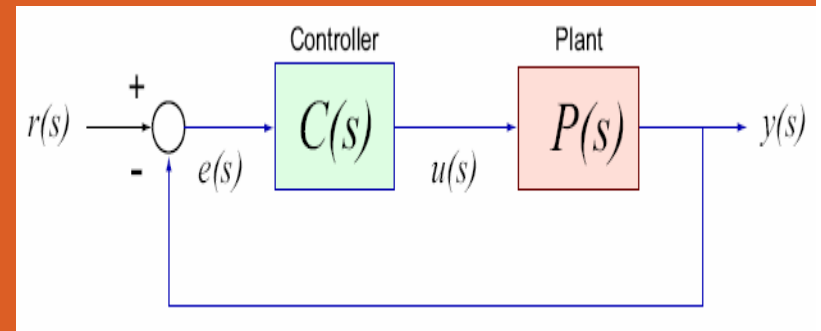 Controller
Plant
+
r(s)
C(s)
P(s)
y(s)
-
e(s)
u(s)